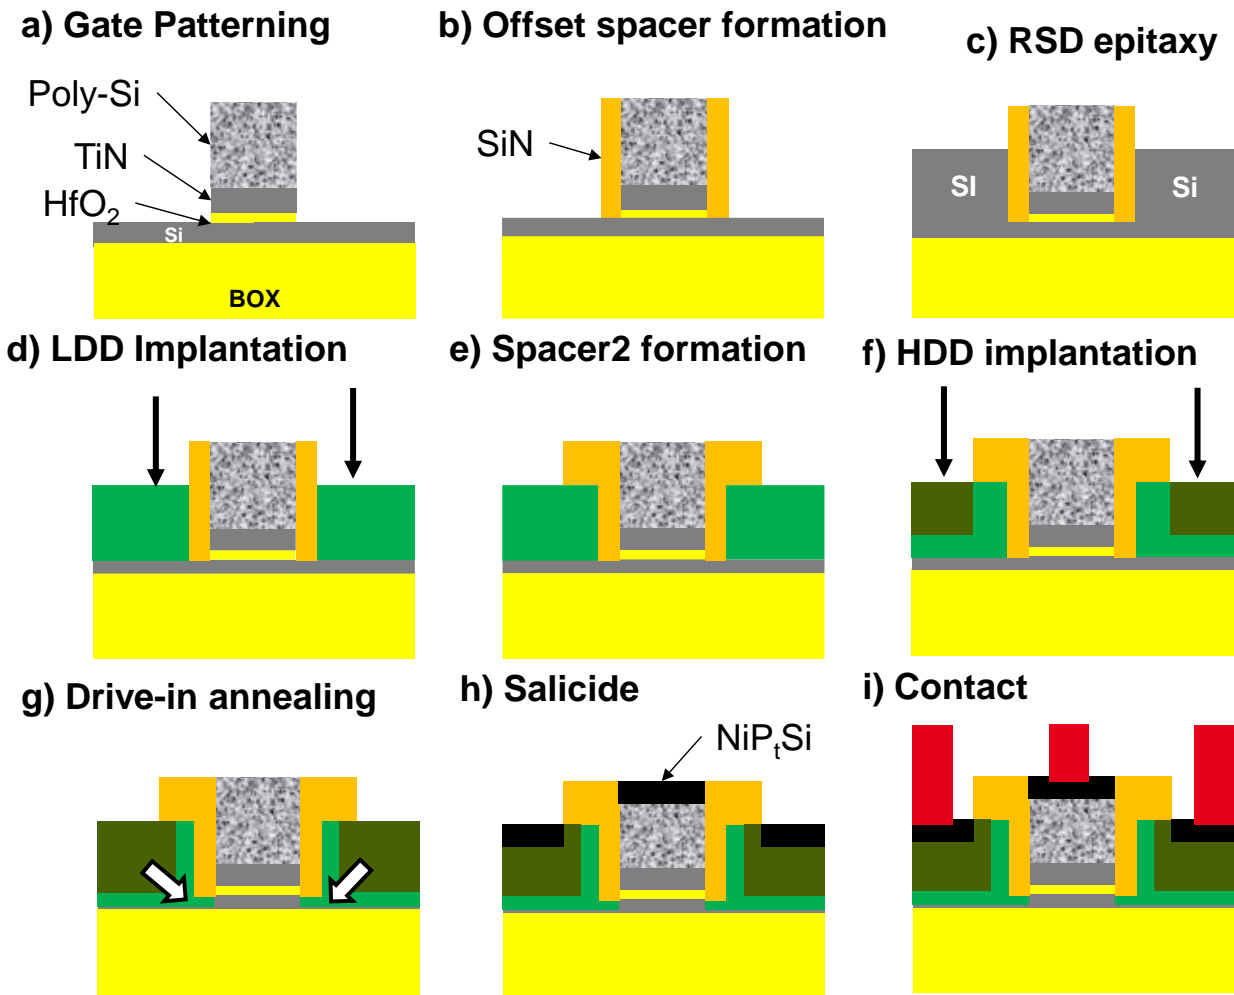 a) Gate Patterning
b) Offset spacer formation
c) RSD epitaxy
Poly-Si
TiN
HfO₂
Si
BOX
SiN
SI
Si
d) LDD Implantation
e) Spacer2 formation
f) HDD implantation
g) Drive-in annealing
h) Salicide
i) Contact
NiPₜSi